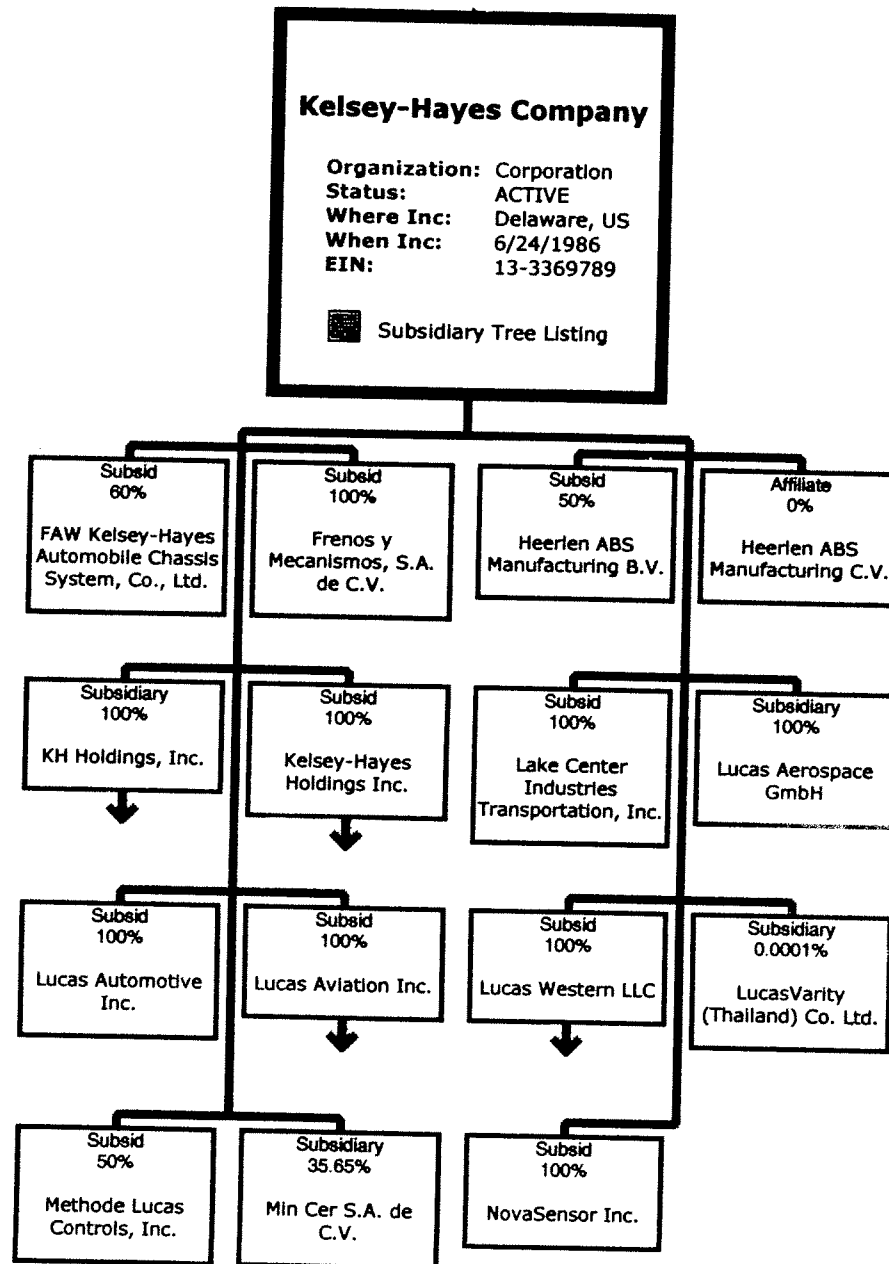 Kelsey-Hayes Company
Organization: Corporation
Status: ACTIVE
Where Inc: Delaware, US
When Inc: 6/24/1986
EIN: 13-3369789
Subsidiary Tree Listing
Subsid
60%
FAW Kelsey-Hayes
Automobile Chassis
System, Co., Ltd.
Subsid
100%
Frenos y
Mecanismos, S.A.
de C.V.
Subsid
50%
Heerlen ABS
Manufacturing B.V.
Affiliate
0%
Heerlen ABS
Manufacturing C.V.
Subsidiary
100%
KH Holdings, Inc.
Subsid
100%
Kelsey-Hayes
Holdings Inc.
Subsid
100%
Lake Center
Industries
Transportation, Inc.
Subsidiary
100%
Lucas Aerospace
GmbH
Subsid
100%
Lucas Automotive
Inc.
Subsid
100%
Lucas Aviation Inc.
Subsid
100%
Lucas Western LLC
Subsidiary
0.0001%
LucasVarity
(Thailand) Co. Ltd.
Subsid
50%
Methode Lucas
Controls, Inc.
Subsidiary
35.65%
Min Cer S.A. de
C.V.
Subsid
100%
NovaSensor Inc.